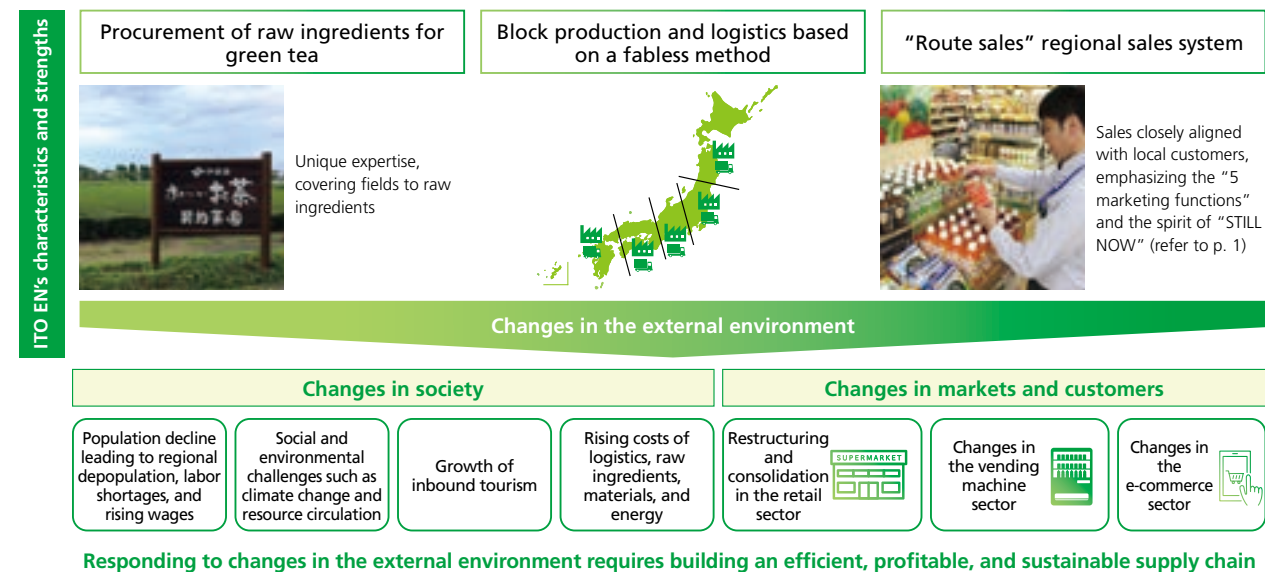 ITO EN's characteristics and strengths
Procurement of raw ingredients for
green tea
Block production and logistics based
on a fabless method
“Route sales” regional sales system
お〜いお茶
Unique expertise,
covering fields to raw
ingredients
Sales closely aligned
with local customers,
emphasizing the “5
marketing functions”
and the spirit of “STILL
NOW” (refer to p. 1)
Changes in the external environment
Changes in society
Changes in markets and customers
Population decline
leading to regional
depopulation, labor
shortages, and
rising wages
Social and
environmental
challenges such as
climate change and
resource circulation
Growth of
inbound tourism
Rising costs of
logistics, raw
ingredients,
materials, and
energy
Restructuring
and
consolidation
in the retail
sector
SUPERMARKET
Changes in
the vending
machine
sector
Changes in
the
e-commerce
sector
Responding to changes in the external environment requires building an efficient, profitable, and sustainable supply chain